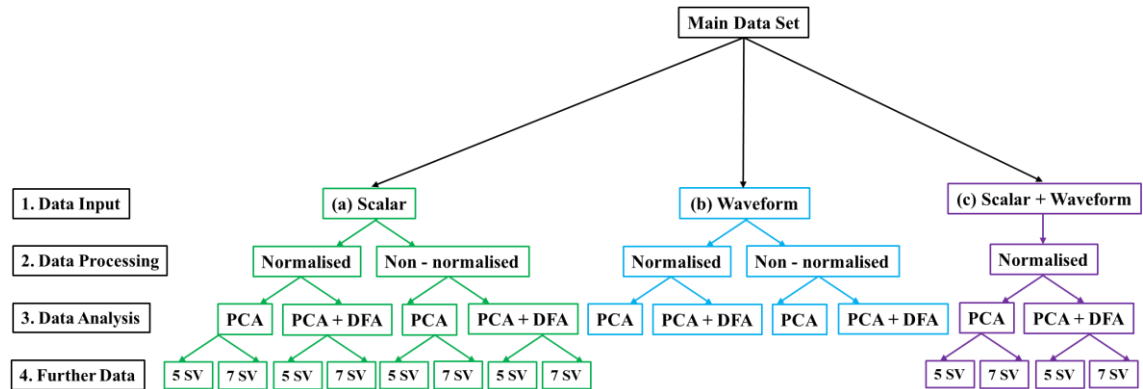 Main Data Set
1. Data Input (a) Scalar (b) Waveform (c) Scalar + Waveform
2. Data Processing Normalised Non - normalised Normalised Non - normalised Normalised
3. Data Analysis PCA PCA + DFA PCA PCA + DFA PCA PCA + DFA PCA PCA + DFA PCA PCA + DFA
4. Further Data 5 SV 7 SV 5 SV 7 SV 5 SV 7 SV 5 SV 7 SV 5 SV 7 SV 5 SV 7 SV